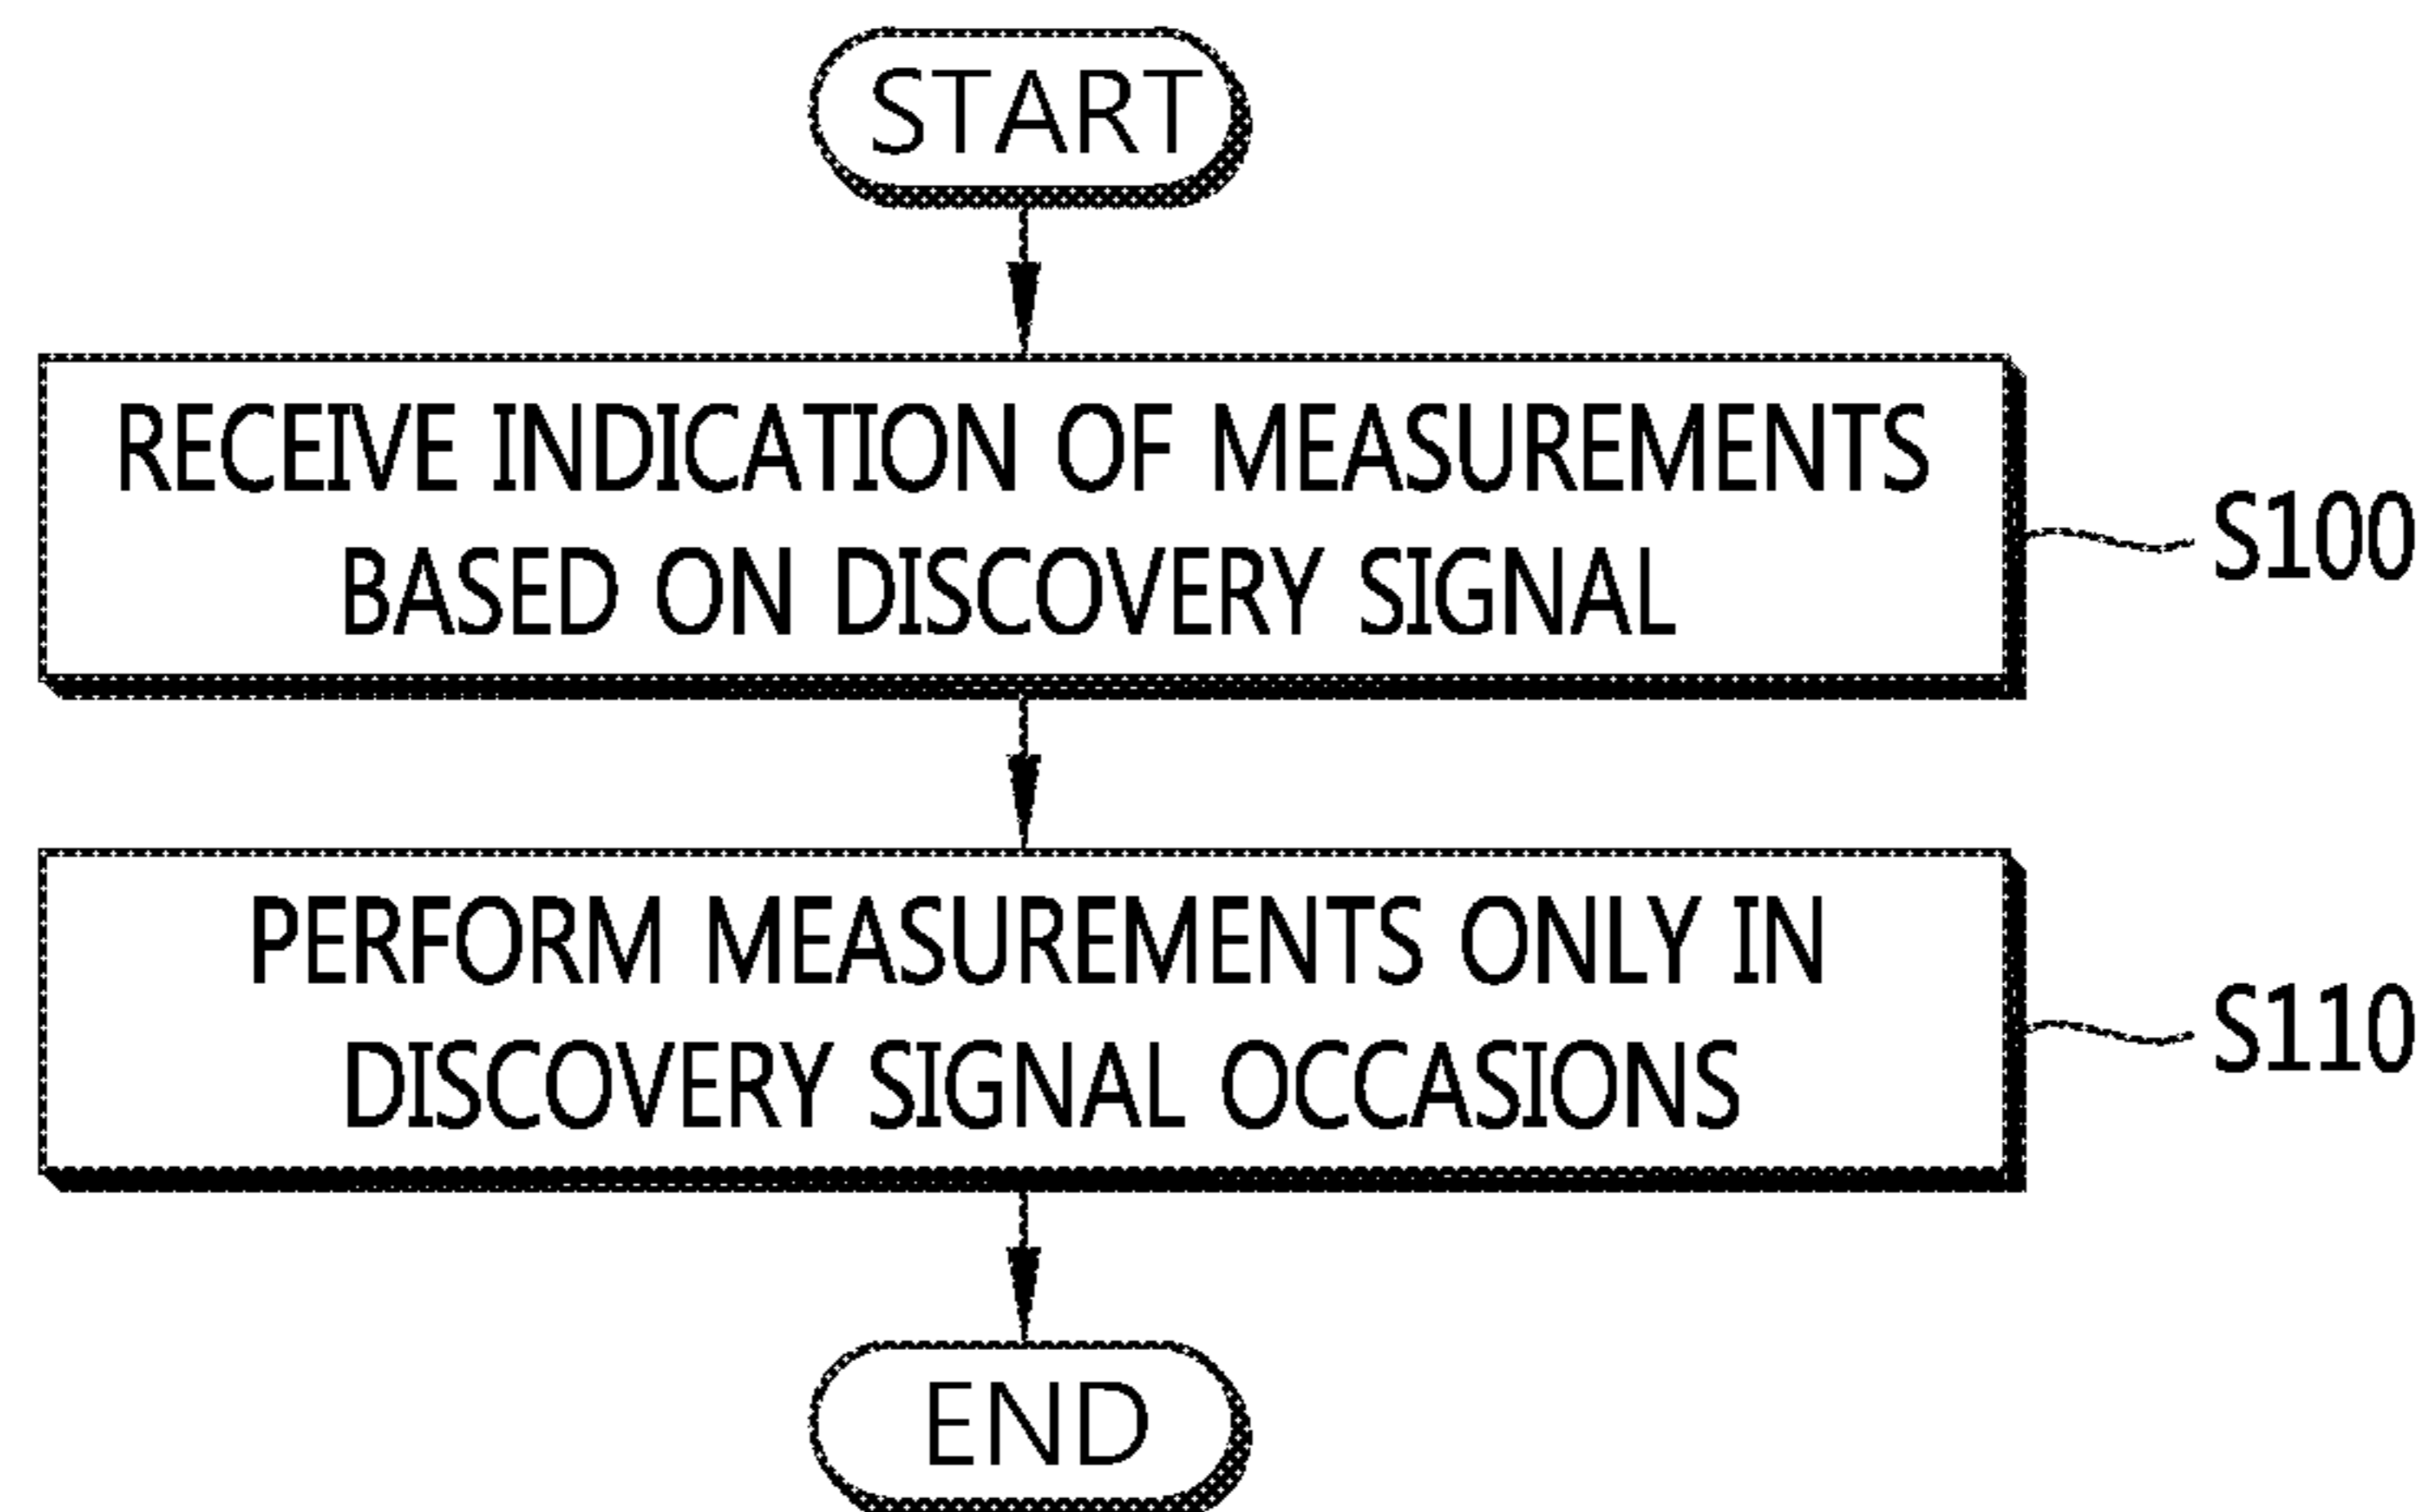 START
RECEIVE INDICATION OF MEASUREMENTS
BASED ON DISCOVERY SIGNAL
S100
PERFORM MEASUREMENTS ONLY IN
DISCOVERY SIGNAL OCCASIONS
S110
END